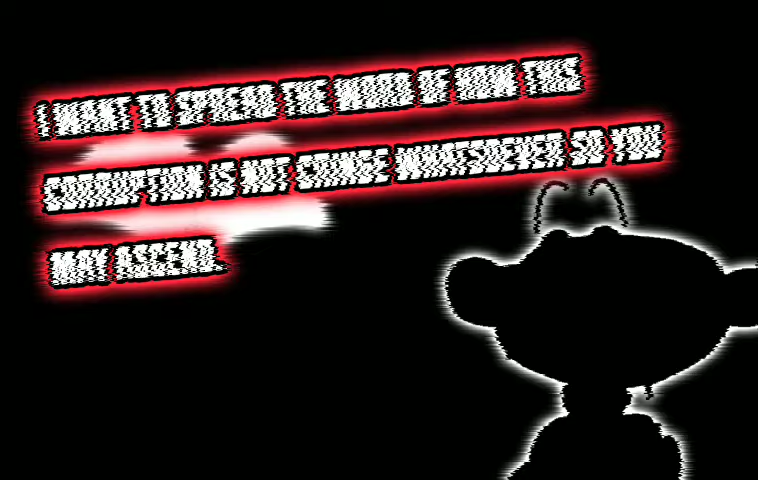 I WANT TO SPREAD THE WORD OF HOW THIS
CORRUPTION IS NOT CRINGE WHATSOEVER SO YOU
MAY ASCEND.